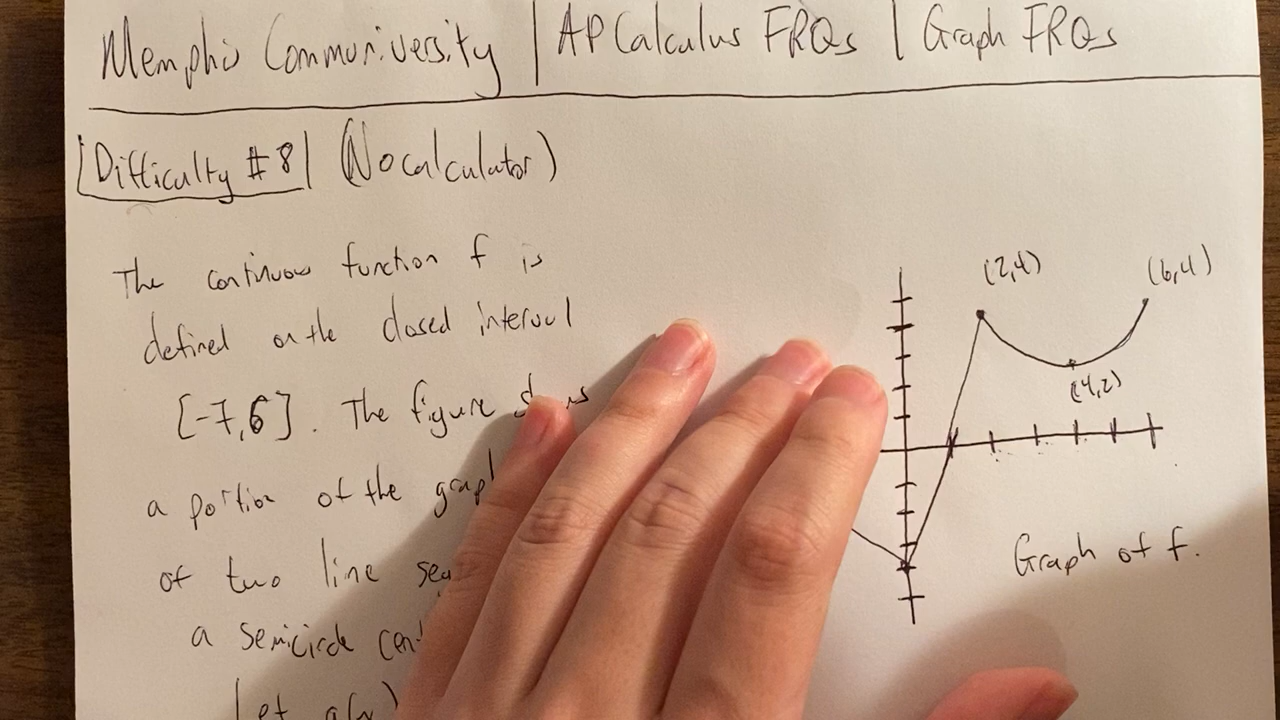 Memphis Communiversity | AP Calculus FRQs | Graph FRQs
Difficulty #8 (No calculator)
The continuous function f is
defined on the closed interval
[-7,6]. The figure
a portion of the
of two line
a semicircle
Let
(2,4)
(6,4)
(4,2)
Graph of f.